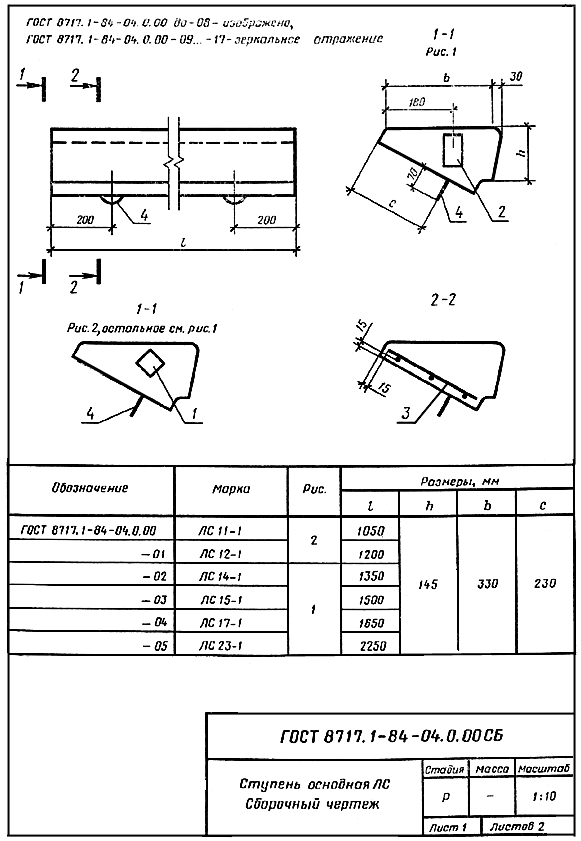 ГОСТ 8717.1-84-04.0.00 00-08- изображено,
ГОСТ 8717.1-84-04.0.00-09... -17- зеркальное отражение
1-1
Рис. 1
1
2
b
30
180
h
70
c
4
2
4
200
200
l
1
2
1-1
Рис. 2, остальное см. рис. 1
4
1
2-2
15
15
3
Обозначение
Марка
Рис.
Размеры, мм
l
h
b
c
ГОСТ 8717.1-84-04.0.00
ЛС 11-1
2
1050
145
330
230
-01
ЛС 12-1
1200
-02
ЛС 14-1
1
1350
-03
ЛС 15-1
1500
-04
ЛС 17-1
1650
-05
ЛС 23-1
2250
ГОСТ 8717.1-84-04.0.00СБ
Ступень основная ЛС
Сборочный чертеж
Стадия
Масса
Масштаб
Р
-
1:10
Лист 1
Листов 2